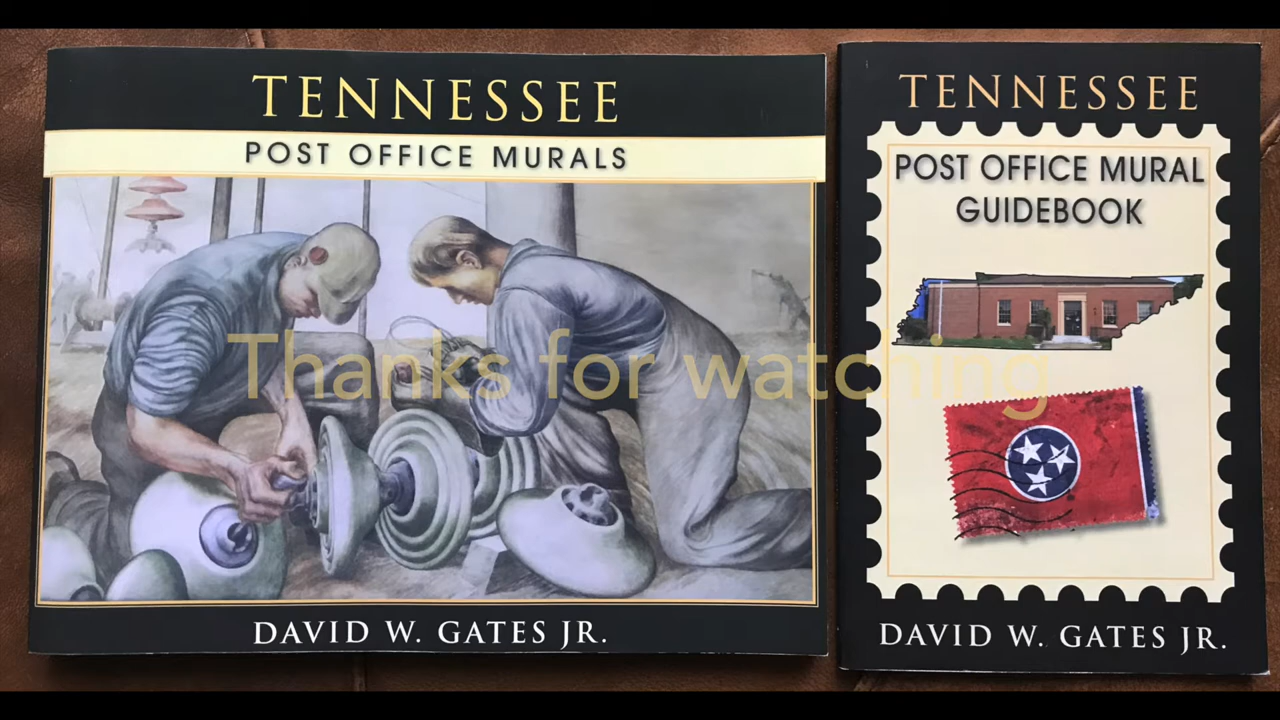 TENNESSEE
POST OFFICE MURALS
DAVID W. GATES JR.
TENNESSEE
POST OFFICE MURAL
GUIDEBOOK
DAVID W. GATES JR.
Thanks for watching